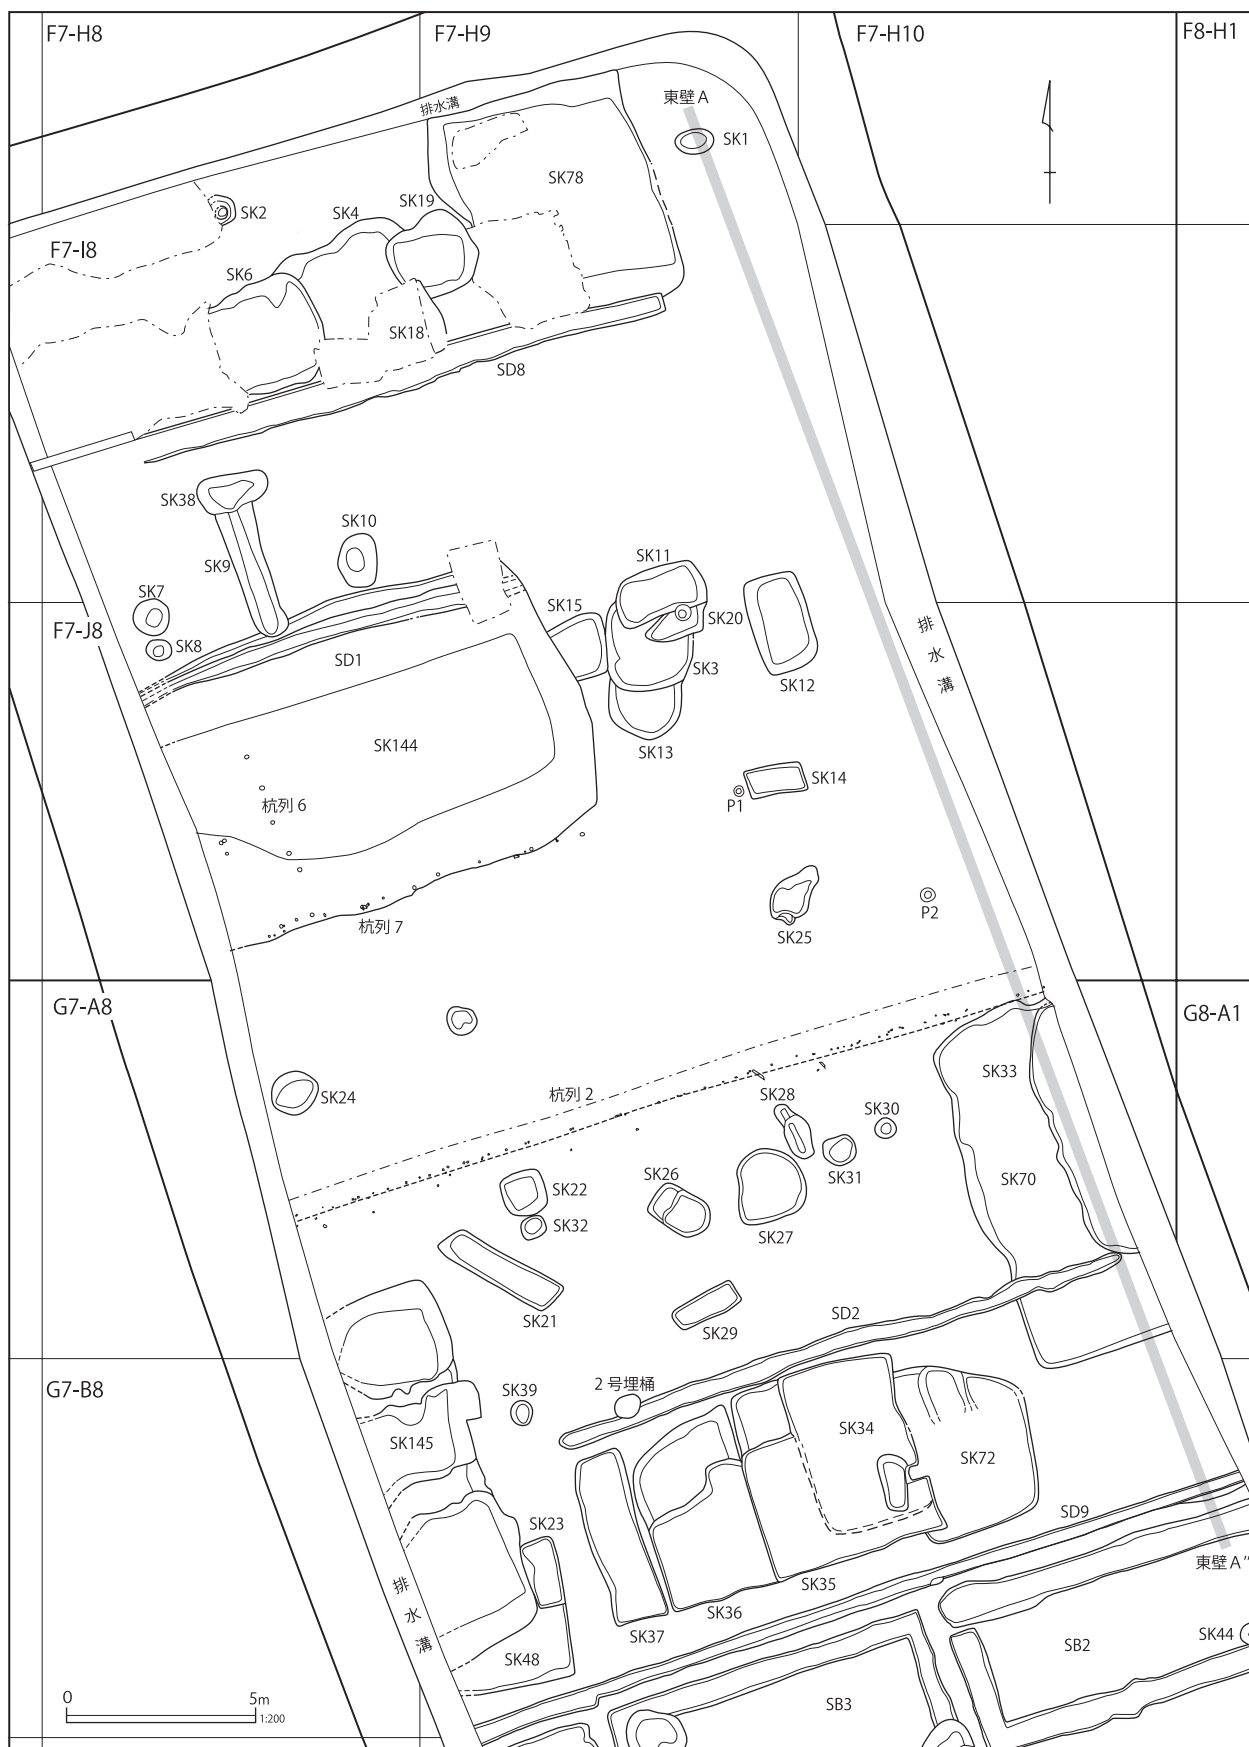 F7-H8
F7-H9
F7-H10
F8-H1
東壁 A
排水溝
SK1
SK78
SK19
SK2
SK4
F7-I8
SK6
SK18
SD8
SK38
SK10
SK9
SK11
SK7
SK15
F7-J8
SK20
排水溝
SK8
SD1
SK3
SK12
SK144
SK13
SK14
杭列 6
P1
P2
杭列 7
SK25
G7-A8
G8-A1
SK33
杭列 2
SK28
SK24
SK30
SK22
SK26
SK31
SK70
SK32
SK27
SK21
SK29
SD2
G7-B8
2 号埋桶
SK39
SK34
SK145
SK72
SD9
SK23
東壁 A"
排水溝
SK35
SK36
SK37
SK44
SK48
SB2
0
5m
SB3
1:200